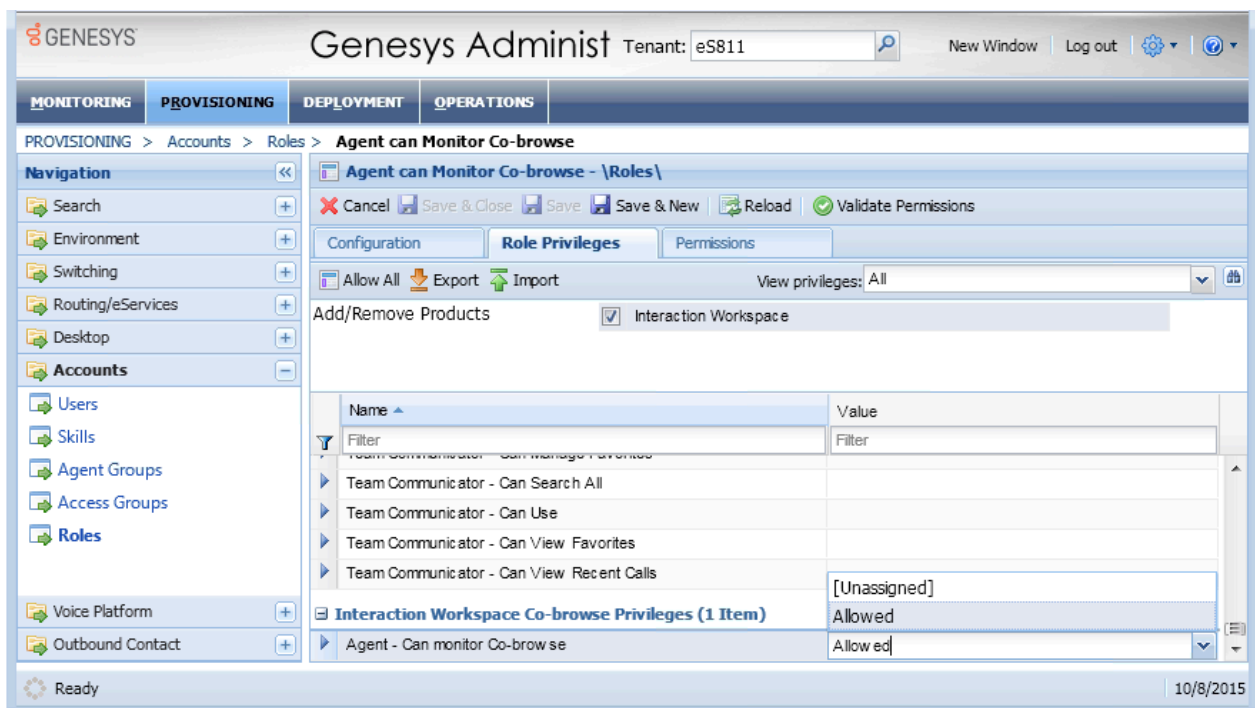 GENESYS
Genesys Administ Tenant: eS811 New Window Log out
MONITORING PROVISIONING DEPLOYMENT OPERATIONS
PROVISIONING > Accounts > Roles > Agent can Monitor Co-browse
Navigation
Agent can Monitor Co-browse - \Roles\
Search
Cancel Save & Close Save Save & New Reload Validate Permissions
Environment
Configuration Role Privileges Permissions
Switching
Allow All Export Import View privileges: All
Routing/eServices
Add/Remove Products Interaction Workspace
Desktop
Accounts
Users
Skills
Agent Groups
Access Groups
Roles
Voice Platform
Outbound Contact
Name Value
Filter Filter
Team Communicator - Can Manage Favorites
Team Communicator - Can Search All
Team Communicator - Can Use
Team Communicator - Can View Favorites
Team Communicator - Can View Recent Calls
[Unassigned]
Interaction Workspace Co-browse Privileges (1 Item) Allowed
Agent - Can monitor Co-browse Allowed
Ready 10/8/2015